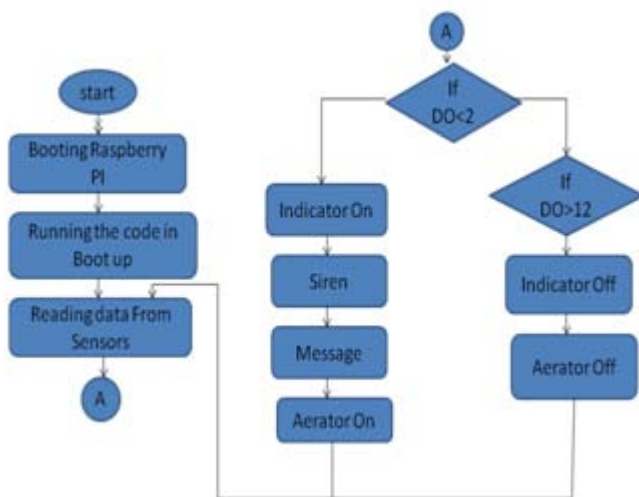 start
Booting Raspberry
PI
Running the code in
Boot up
Reading data From
Sensors
A
A
If
DO<2
Indicator On
Siren
Message
Aerator On
If
DO>12
Indicator Off
Aerator Off